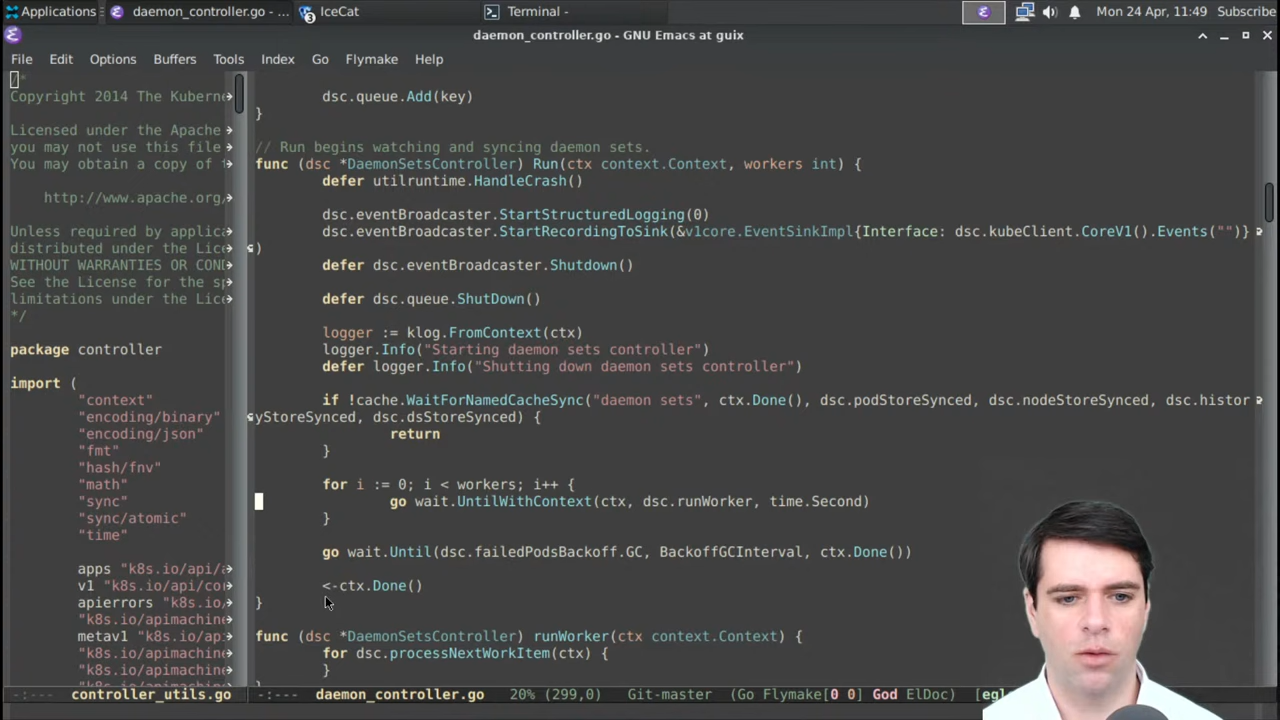 Applications
daemon_controller.go - ...
3
IceCat
Terminal -
Mon 24 Apr, 11:49
Subscribe
daemon_controller.go - GNU Emacs at guix
File Edit Options Buffers Tools Index Go Flymake Help
/*
Copyright 2014 The Kuberne
Licensed under the Apache
you may not use this file
You may obtain a copy of
http://www.apache.org/
Unless required by applica
distributed under the Lice
WITHOUT WARRANTIES OR CON
See the License for the sp
limitations under the Lice
*/
package controller
import (
"context"
"encoding/binary"
"encoding/json"
"fmt"
"hash/fnv"
"math"
"sync"
"sync/atomic"
"time"
apps "k8s.io/api/a
v1 "k8s.io/api/co
apierrors "k8s.io/
"k8s.io/apimachine
metav1 "k8s.io/api
"k8s.io/apimachine
"k8s.io/apimachine
controller_utils.go
dsc.queue.Add(key)
}
// Run begins watching and syncing daemon sets.
func (dsc *DaemonSetsController) Run(ctx context.Context, workers int) {
defer utilruntime.HandleCrash()
dsc.eventBroadcaster.StartStructuredLogging(0)
dsc.eventBroadcaster.StartRecordingToSink(&v1core.EventSinkImpl{Interface: dsc.kubeClient.CoreV1().Events("")}
)
defer dsc.eventBroadcaster.Shutdown()
defer dsc.queue.ShutDown()
logger := klog.FromContext(ctx)
logger.Info("Starting daemon sets controller")
defer logger.Info("Shutting down daemon sets controller")
if !cache.WaitForNamedCacheSync("daemon sets", ctx.Done(), dsc.podStoreSynced, dsc.nodeStoreSynced, dsc.histor
yStoreSynced, dsc.dsStoreSynced) {
return
}
for i := 0; i < workers; i++ {
go wait.UntilWithContext(ctx, dsc.runWorker, time.Second)
}
go wait.Until(dsc.failedPodsBackoff.GC, BackoffGCInterval, ctx.Done())
<-ctx.Done()
}
func (dsc *DaemonSetsController) runWorker(ctx context.Context) {
for dsc.processNextWorkItem(ctx) {
}
daemon_controller.go 20% (299,0) Git-master (Go Flymake[0 0] God ElDoc) [egl